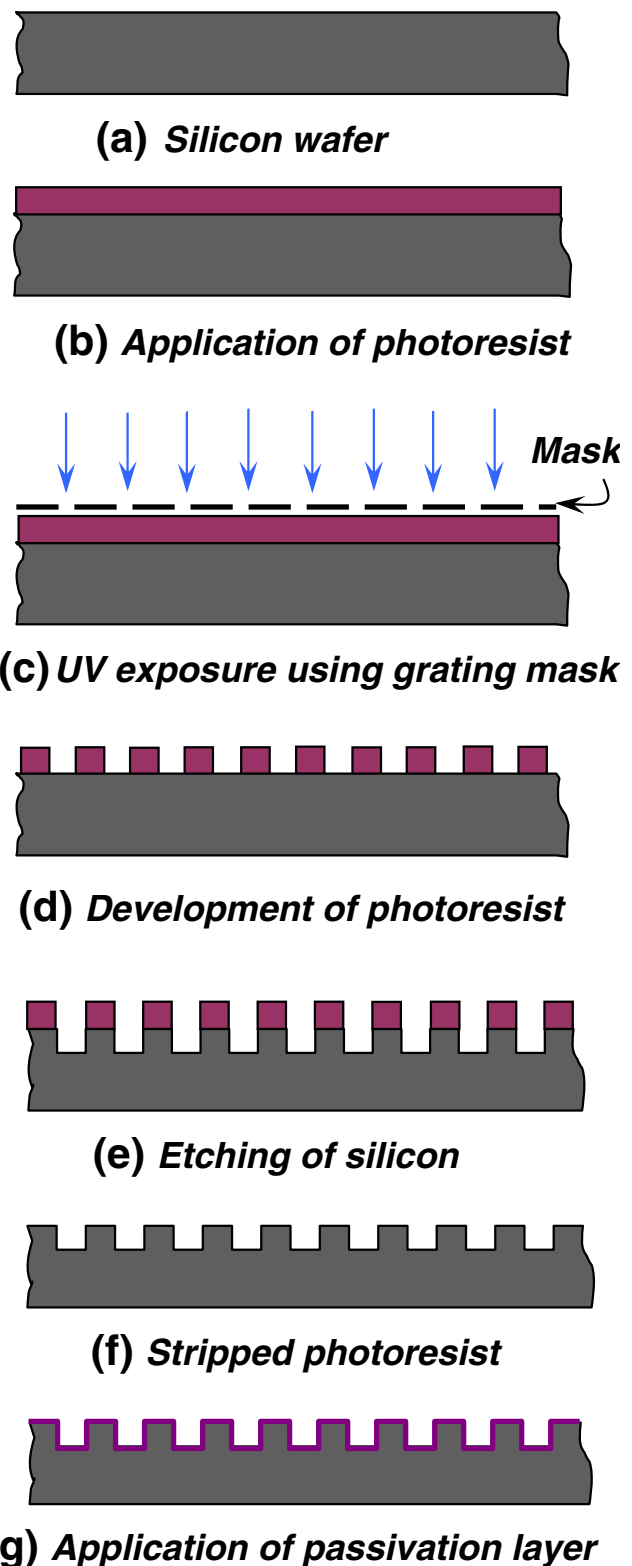 (a) Silicon wafer
(b) Application of photoresist
Mask
(c) UV exposure using grating mask
(d) Development of photoresist
(e) Etching of silicon
(f) Stripped photoresist
g) Application of passivation layer